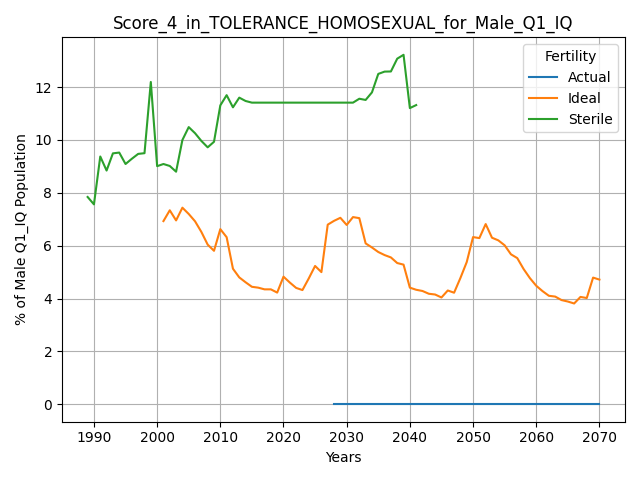 Score_4_in_TOLERANCE_HOMOSEXUAL_for_Male_Q1_IQ
Fertility
Actual
Ideal
Sterile
% of Male Q1_IQ Population
12
10
8
6
4
2
0
1990 2000 2010 2020 2030 2040 2050 2060 2070
Years